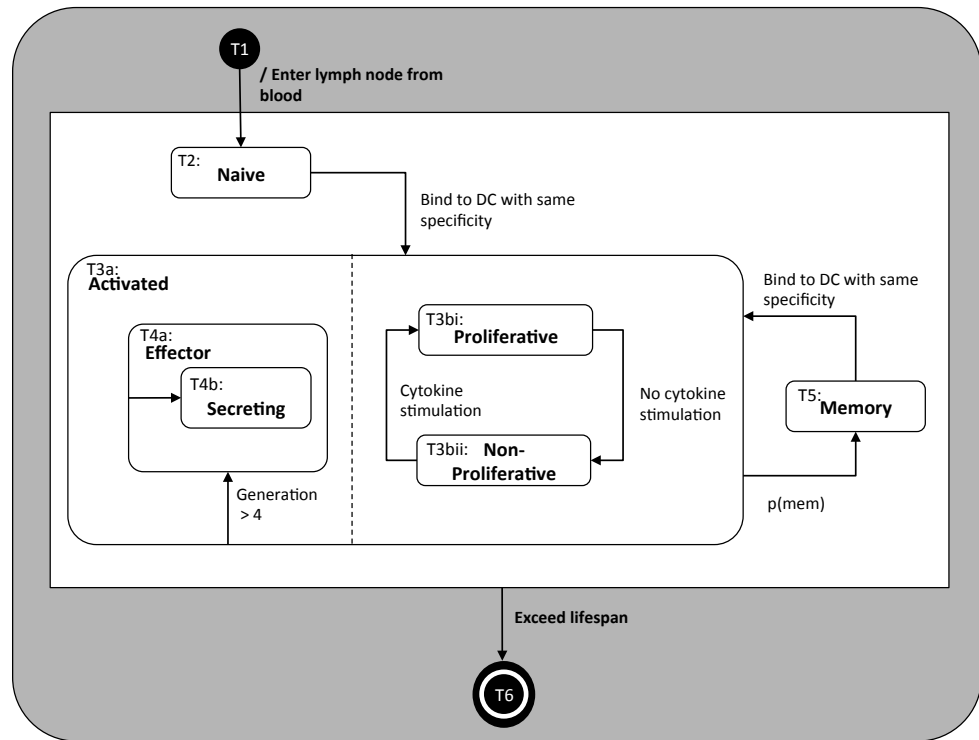 T1
/ Enter lymph node from
blood
T2:
Naive
Bind to DC with same
specificity
T3a:
Activated
T4a:
Effector
T4b:
Secreting
Generation
> 4
T3bi:
Proliferative
Cytokine
stimulation
No cytokine
stimulation
T3bii: Non-
Proliferative
Bind to DC with same
specificity
T5:
Memory
p(mem)
Exceed lifespan
T6